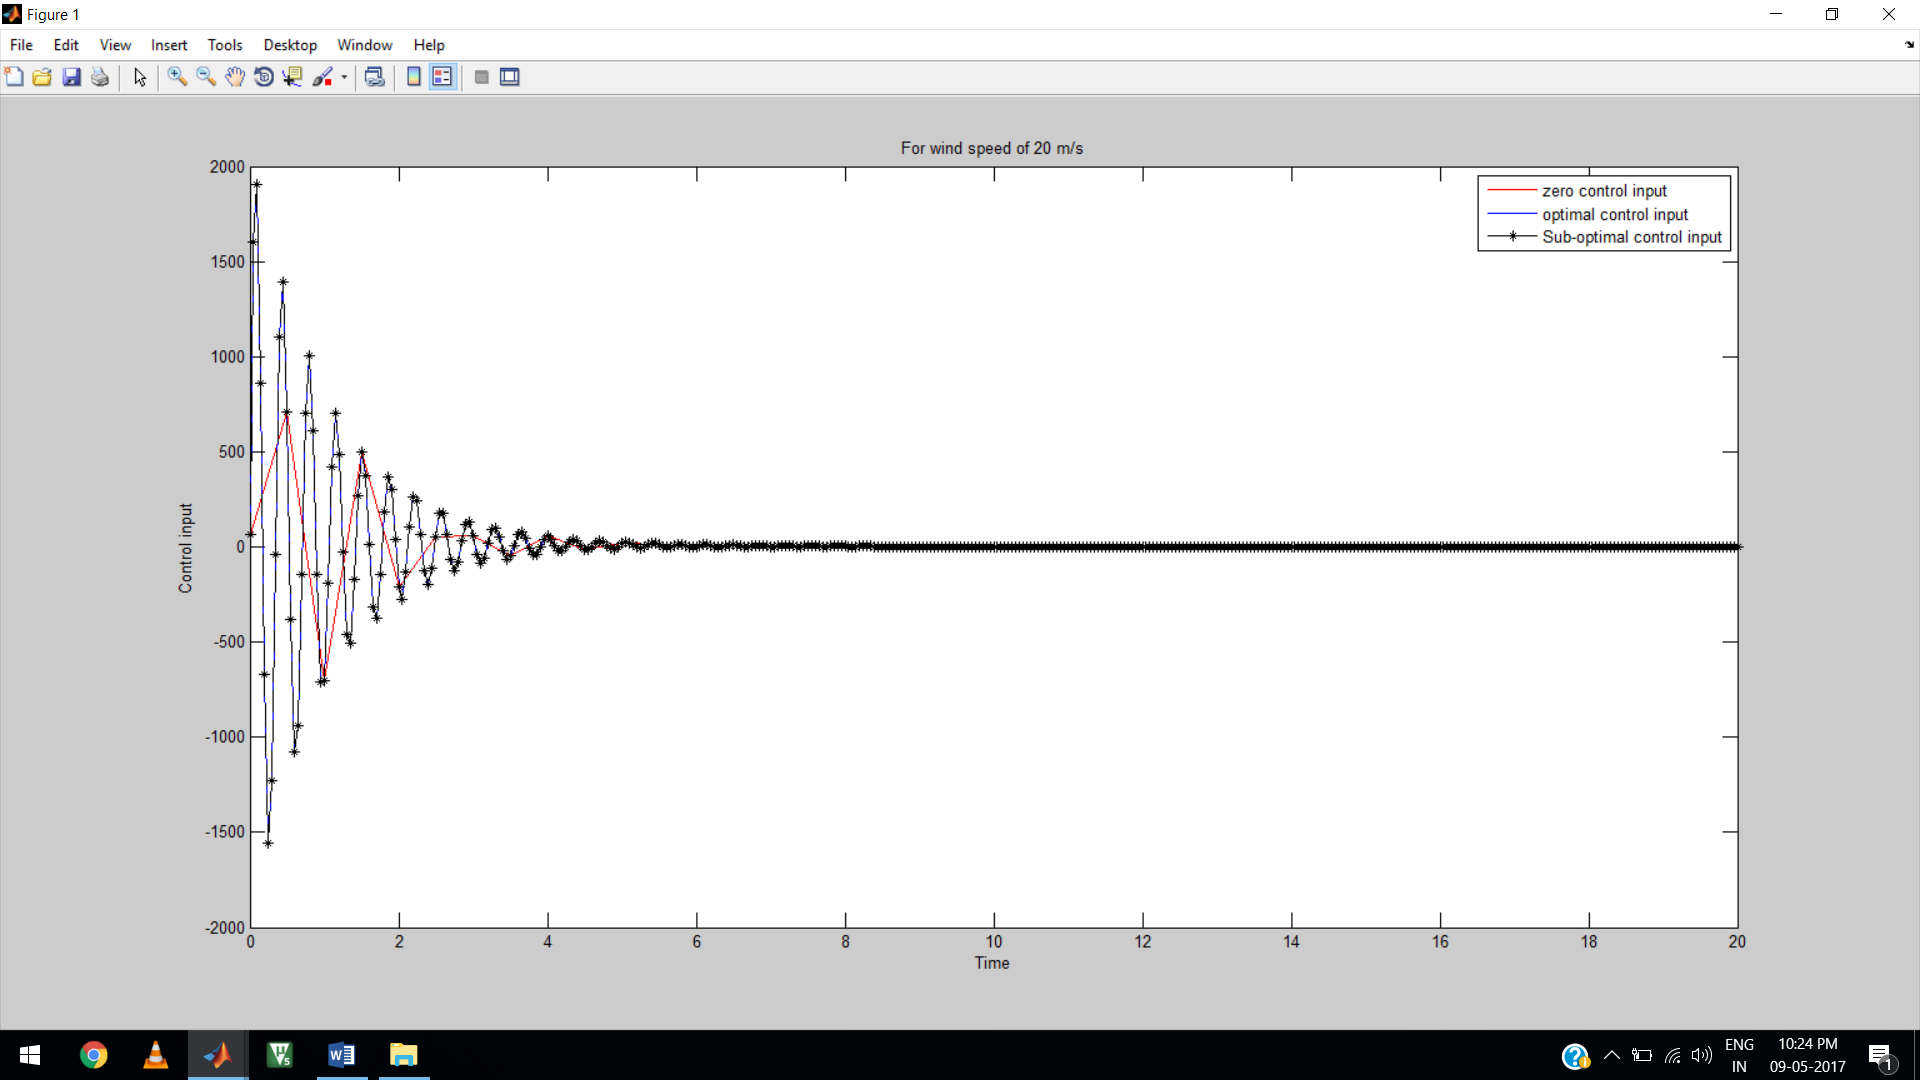 Figure 1
File Edit View Insert Tools Desktop Window Help
For wind speed of 20 m/s
zero control input
optimal control input
Sub-optimal control input
2000
1500
1000
500
0
-500
-1000
-1500
-2000
Control input
0 2 4 6 8 10 12 14 16 18 20
Time
ENG
IN
10:24 PM
09-05-2017
1